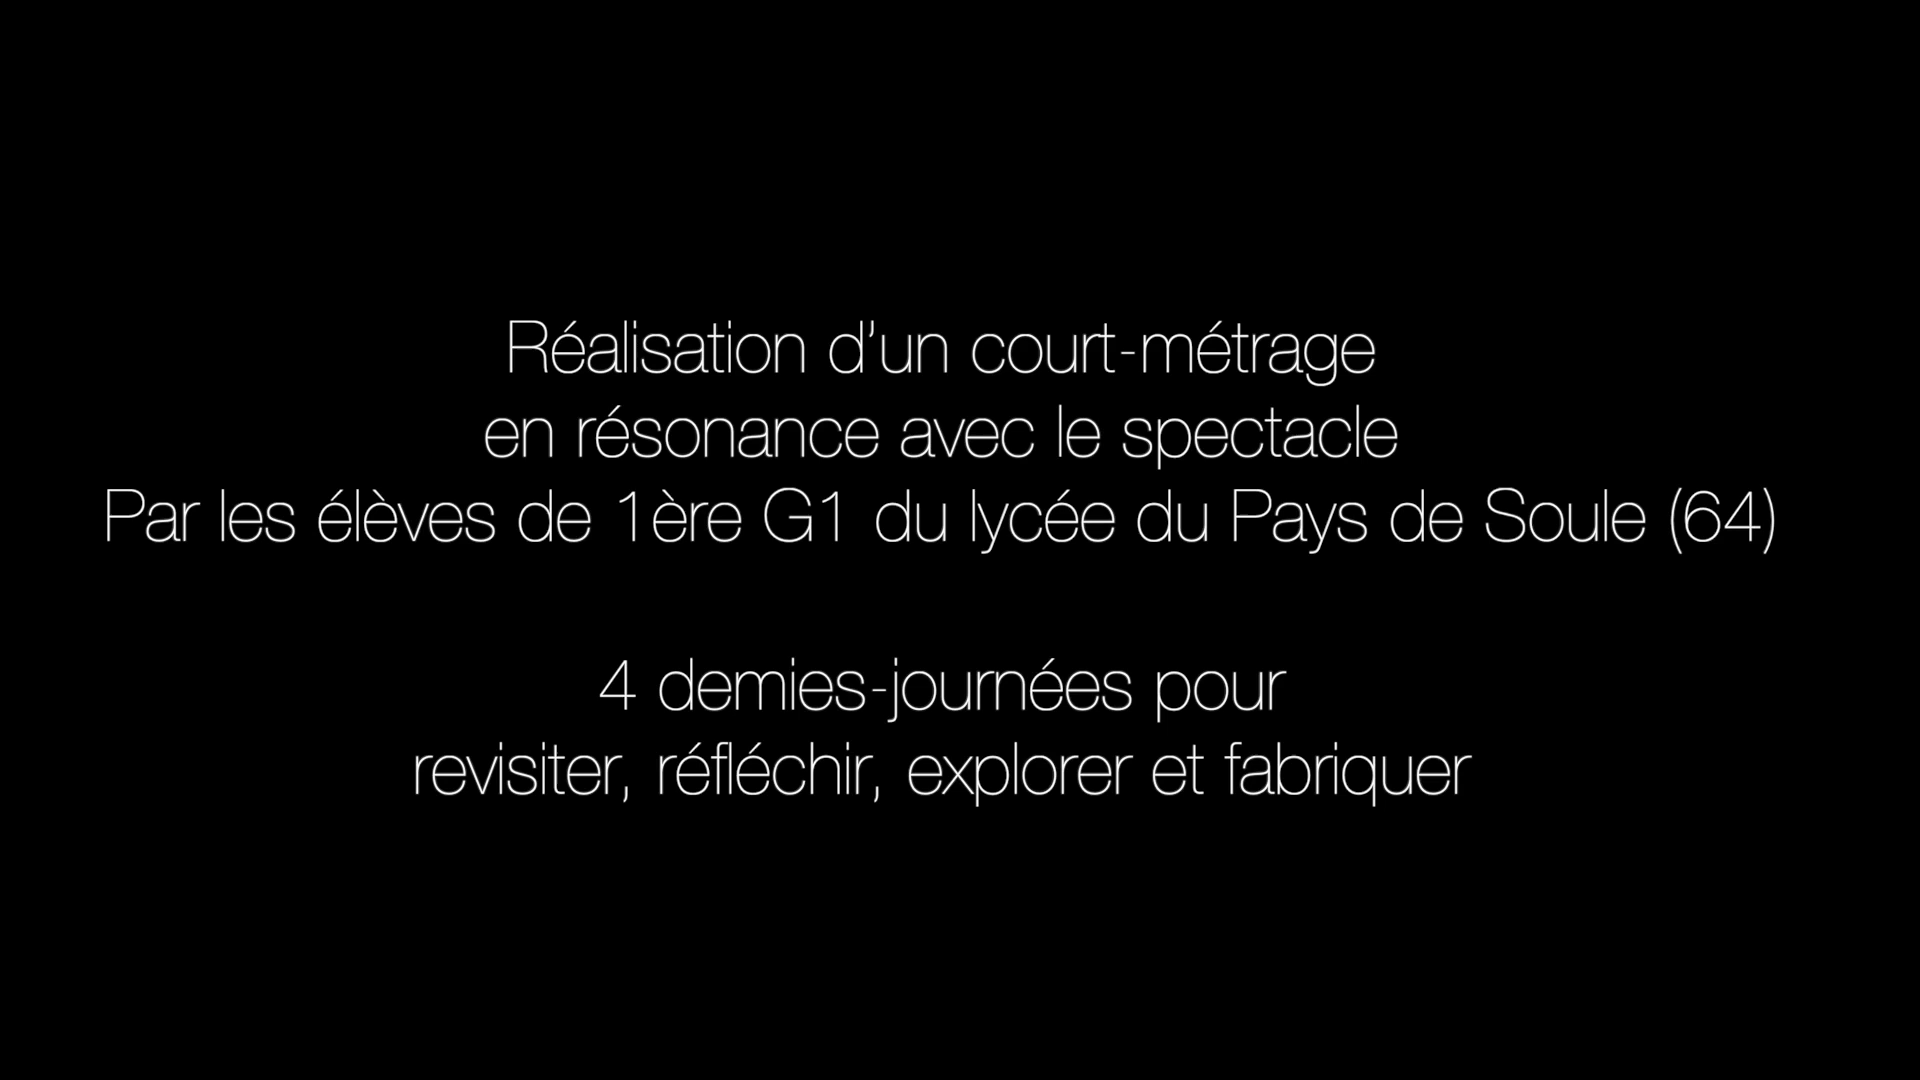 Réalisation d’un court-métrage
en résonance avec le spectacle
Par les élèves de 1ère G1 du lycée du Pays de Soule (64)
4 demies-journées pour
revisiter, réfléchir, explorer et fabriquer